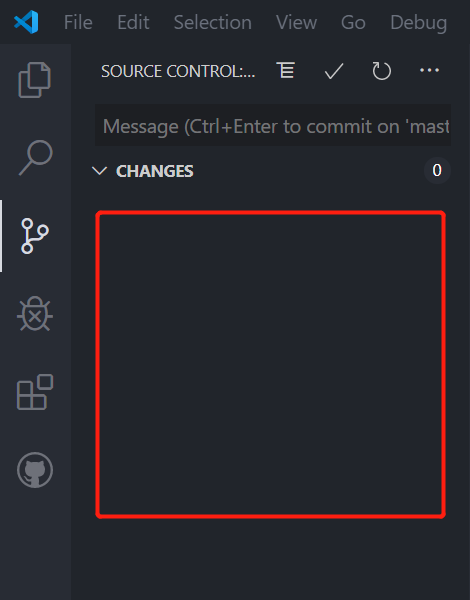 File Edit Selection View Go Debug
SOURCE CONTROL:...
Message (Ctrl+Enter to commit on 'mast
CHANGES 0